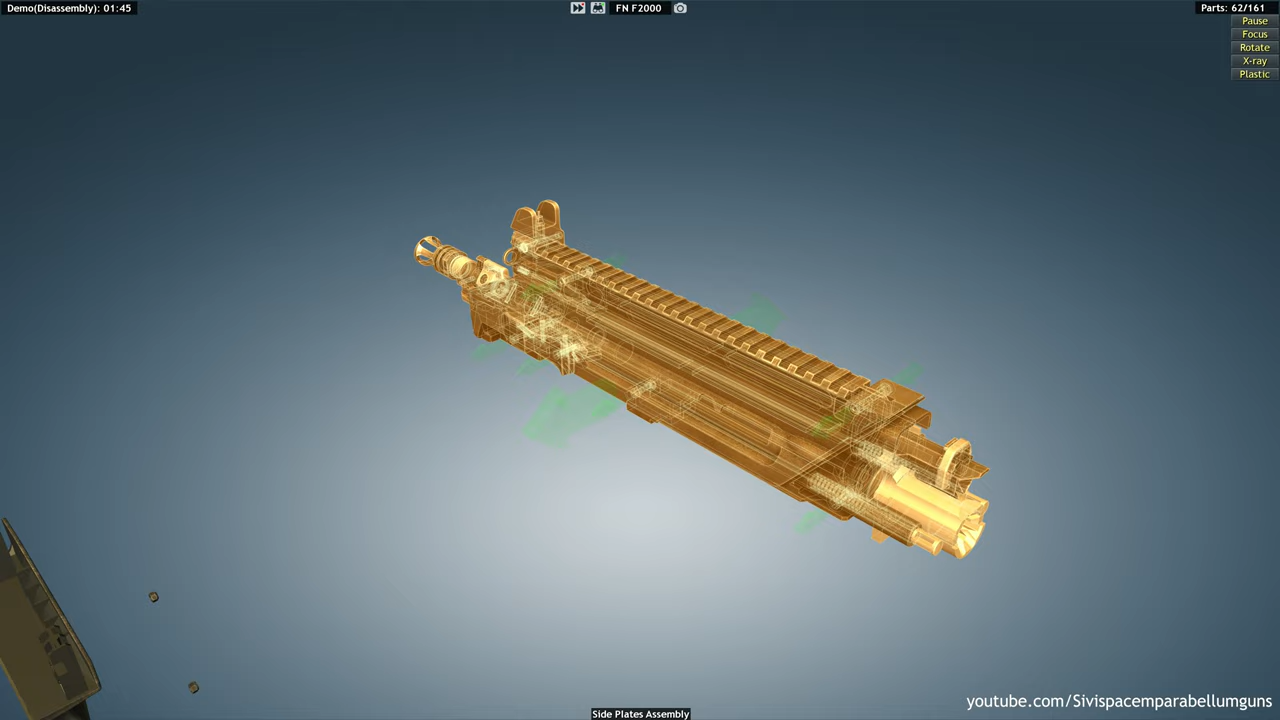 Demo(Disassembly): 01:45
FN F2000
Parts: 62/161
Pause
Focus
Rotate
X-ray
Plastic
youtube.com/Sivispacemparabellumguns
Side Plates Assembly